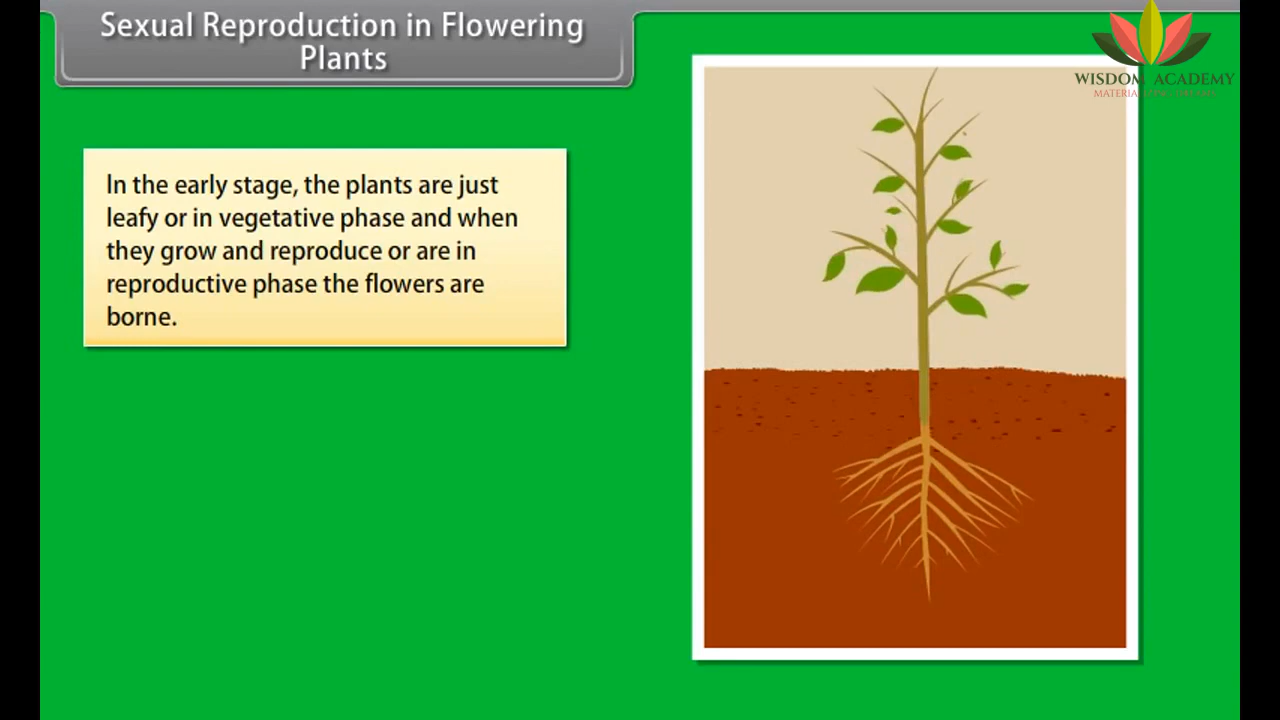 Sexual Reproduction in Flowering
Plants
WISDOM ACADEMY
In the early stage, the plants are just
leafy or in vegetative phase and when
they grow and reproduce or are in
reproductive phase the flowers are
borne.